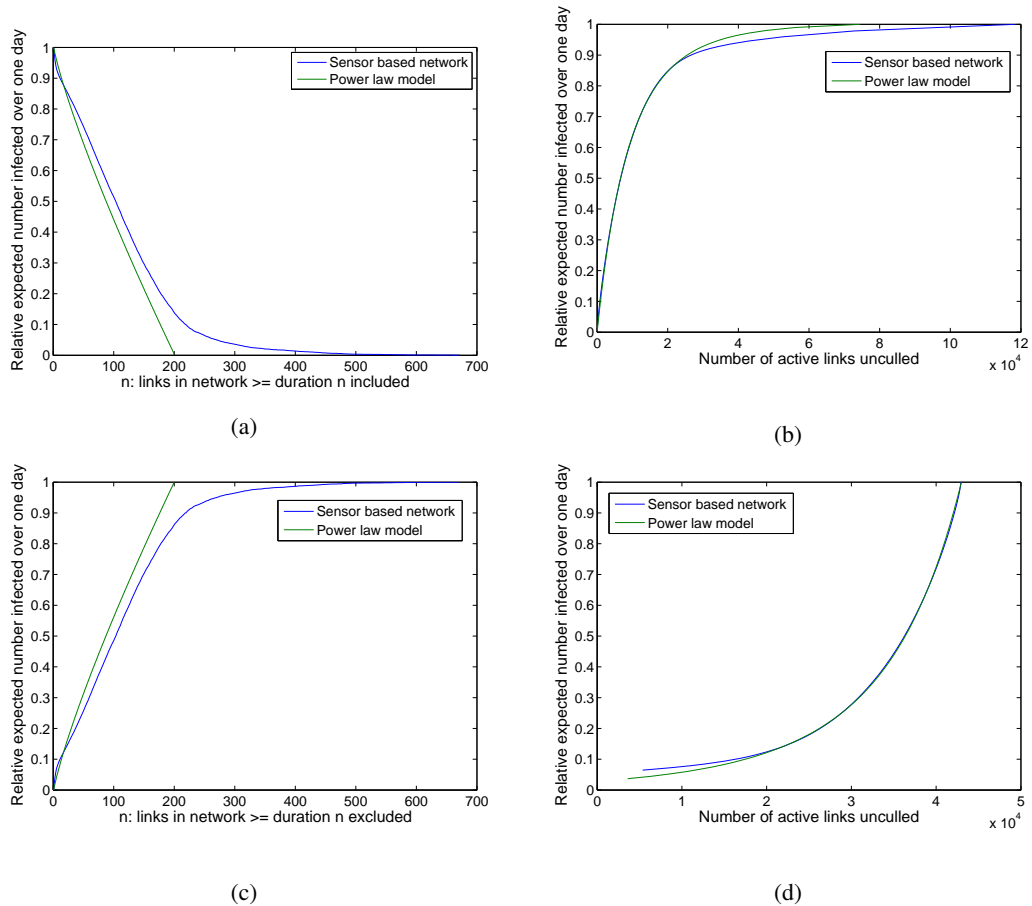 Relative expected number infected over one day
1
0.9
0.8
0.7
0.6
0.5
0.4
0.3
0.2
0.1
0
Sensor based network
Power law model
0 100 200 300 400 500 600 700
n: links in network >= duration n included
(a)
Relative expected number infected over one day
1
0.9
0.8
0.7
0.6
0.5
0.4
0.3
0.2
0.1
0
Sensor based network
Power law model
0 2 4 6 8 10 12
x 10^4
Number of active links unculled
(b)
Relative expected number infected over one day
1
0.9
0.8
0.7
0.6
0.5
0.4
0.3
0.2
0.1
0
Sensor based network
Power law model
0 100 200 300 400 500 600 700
n: links in network >= duration n excluded
(c)
Relative expected number infected over one day
1
0.9
0.8
0.7
0.6
0.5
0.4
0.3
0.2
0.1
0
Sensor based network
Power law model
0 1 2 3 4 5
x 10^4
Number of active links unculled
(d)